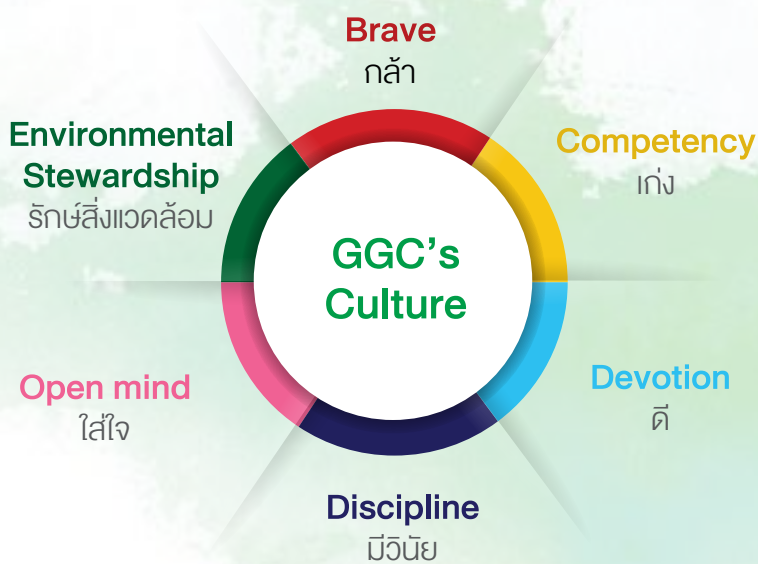 Brave
กล้า
Competency
เก่ง
Devotion
ดี
Discipline
มีวินัย
Open mind
ใส่ใจ
Environmental
Stewardship
รักษ์สิ่งแวดล้อม
GGC's
Culture